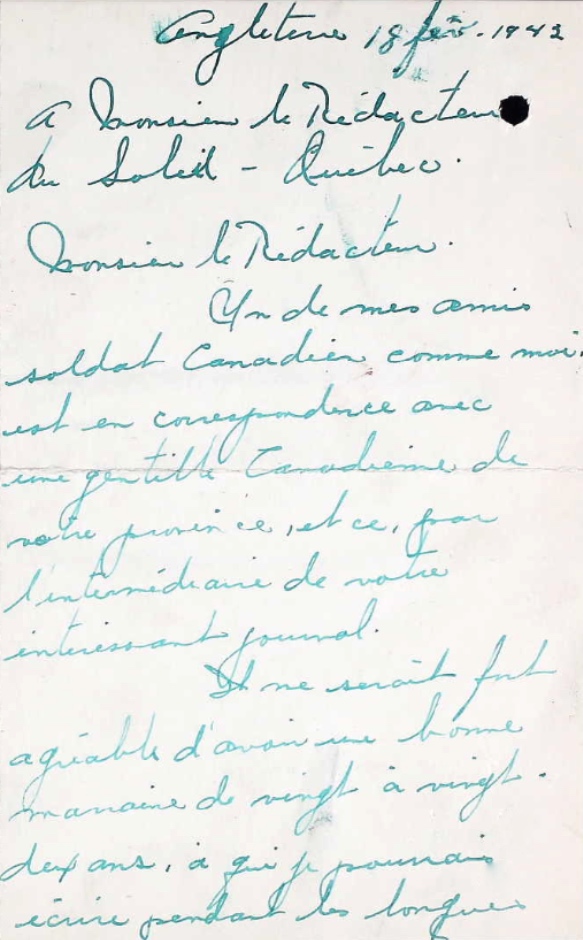 Angleterre 18 fév. 1942
A Monsieur le Rédacteur
du Soleil - Québec.
Monsieur le Rédacteur.
Un de mes amis
soldat Canadien comme moi.
est en correspondence avec
une gentille Canadienne de
votre province, et ce, par
l'intermédiaire de votre
intéressant journal.
Il me serait fort
agréable d'avoir une bonne
marraine de vingt à vingt-
deux ans, à qui je pourrais
écrire pendant les longues